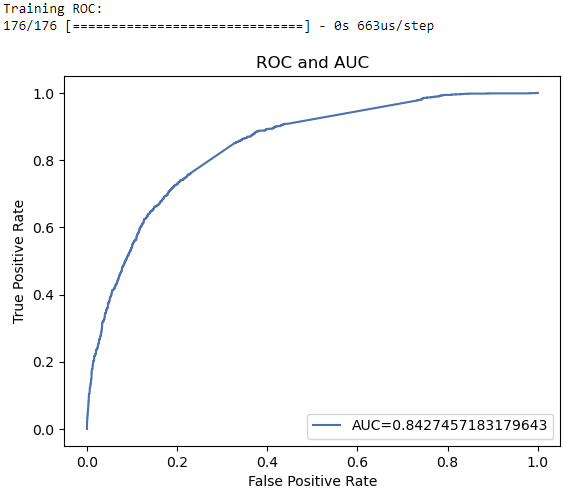 Training ROC:
176/176 [==============================] - 0s 663us/step
ROC and AUC
True Positive Rate
1.0
0.8
0.6
0.4
0.2
0.0
AUC=0.8427457183179643
0.0 0.2 0.4 0.6 0.8 1.0
False Positive Rate